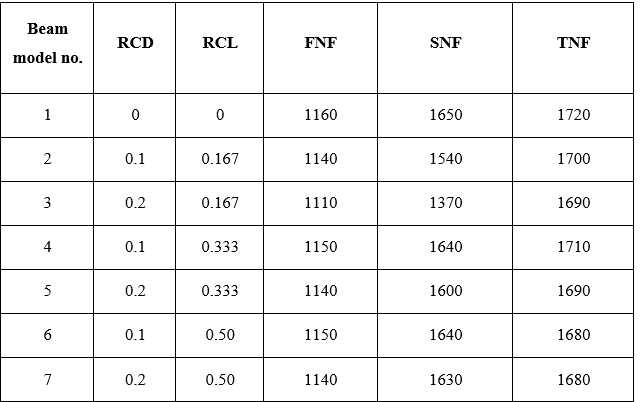 Beam model no. RCD RCL FNF SNF TNF
1 0 0 1160 1650 1720
2 0.1 0.167 1140 1540 1700
3 0.2 0.167 1110 1370 1690
4 0.1 0.333 1150 1640 1710
5 0.2 0.333 1140 1600 1690
6 0.1 0.50 1150 1640 1680
7 0.2 0.50 1140 1630 1680